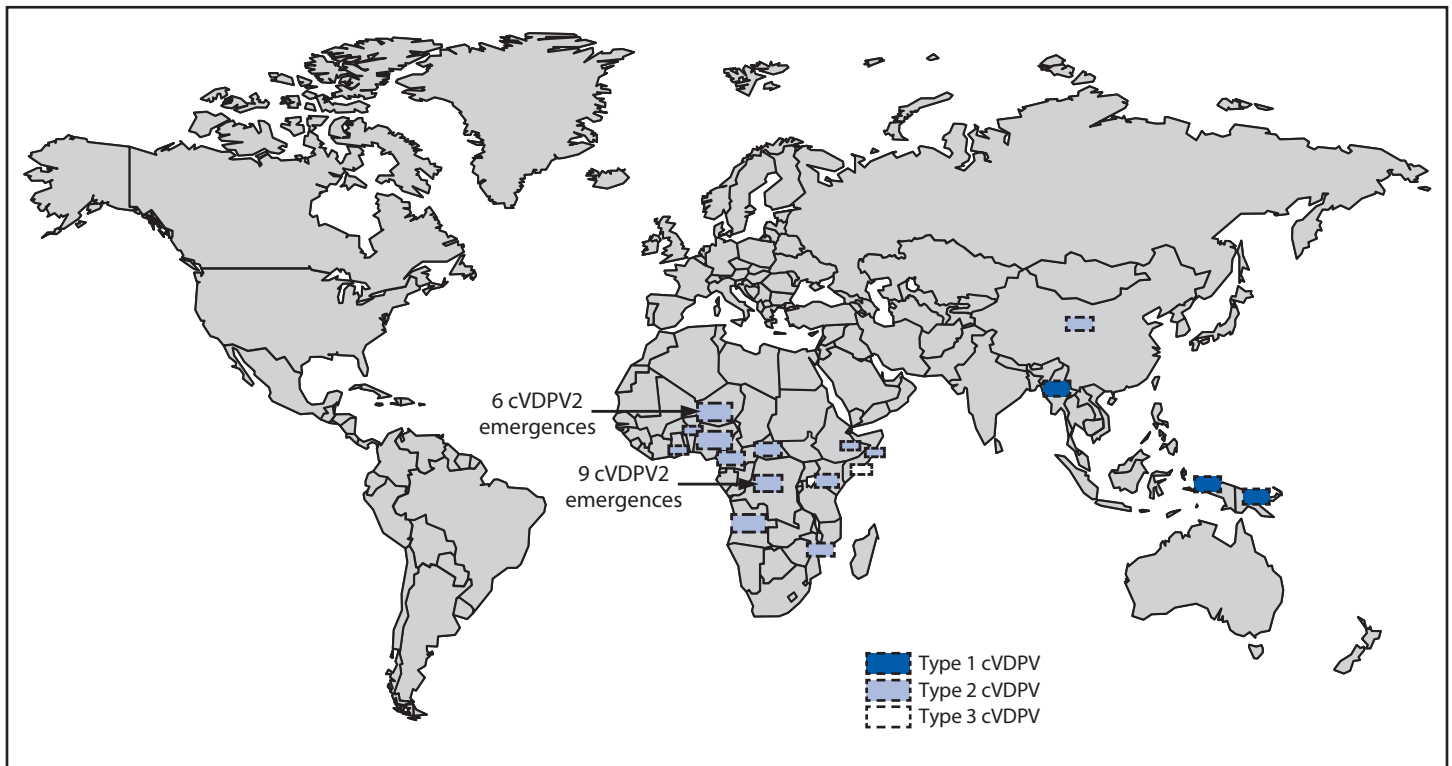 6 cVDPV2
emergences
9 cVDPV2
emergences
Type 1 cVDPV
Type 2 cVDPV
Type 3 cVDPV